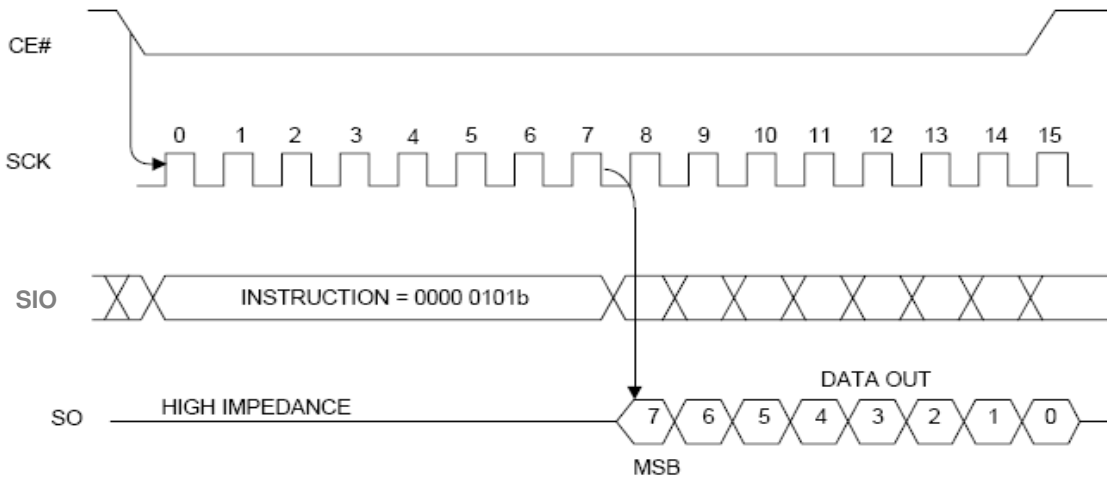 CE#
0 1 2 3 4 5 6 7 8 9 10 11 12 13 14 15
SCK
SIO
INSTRUCTION = 0000 0101b
DATA OUT
HIGH IMPEDANCE
SO
7 6 5 4 3 2 1 0
MSB